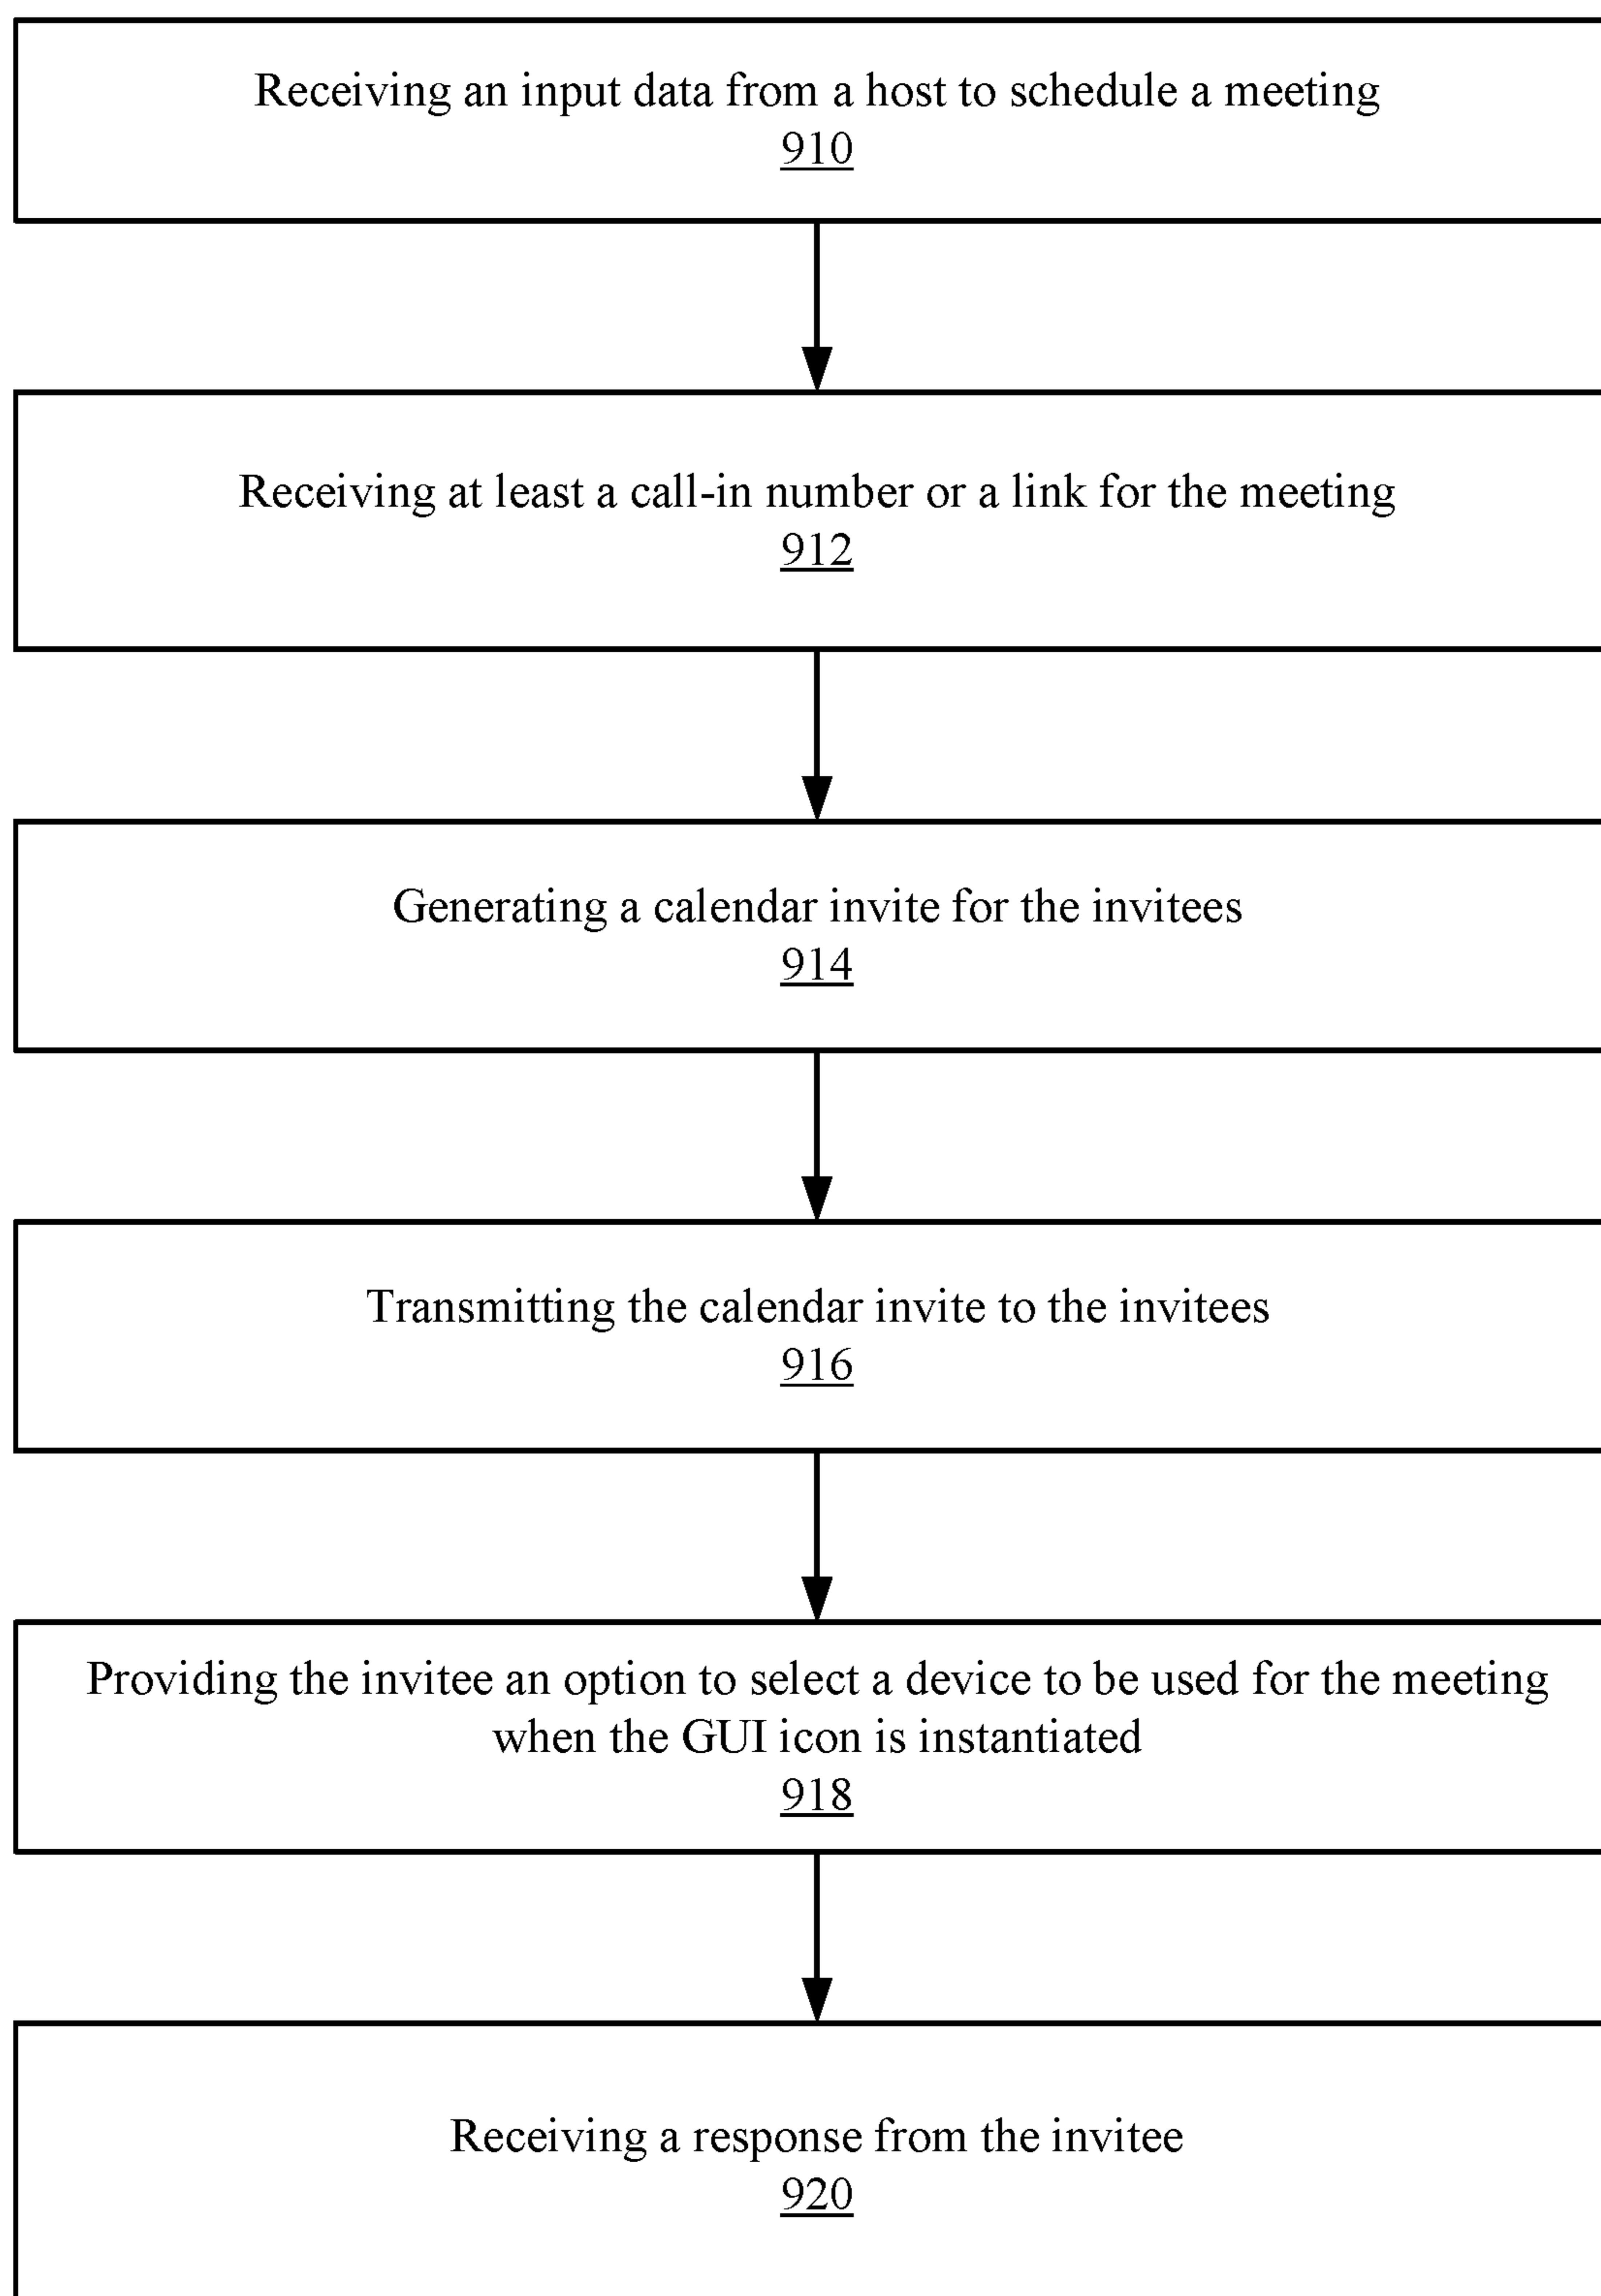 Receiving an input data from a host to schedule a meeting
910
Receiving at least a call-in number or a link for the meeting
912
Generating a calendar invite for the invitees
914
Transmitting the calendar invite to the invitees
916
Providing the invitee an option to select a device to be used for the meeting
when the GUI icon is instantiated
918
Receiving a response from the invitee
920